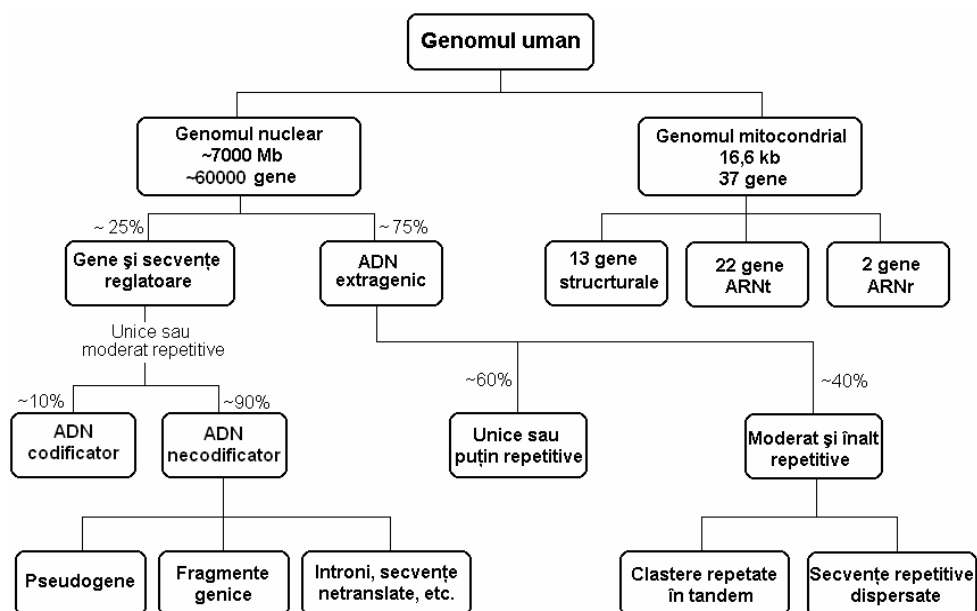 Genomul uman
Genomul nuclear
~7000 Mb
~60000 gene
Genomul mitocondrial
16,6 kb
37 gene
~ 25%
~ 75%
Gene şi secvenţe
reglatoare
ADN
extragenic
13 gene
strucrturale
22 gene
ARNt
2 gene
ARNr
Unice sau
moderat repetitive
~10%
~90%
~60%
~40%
ADN
codificator
ADN
necodificator
Unice sau
puţin repetitive
Moderat şi înalt
repetitive
Pseudogene
Fragmente
genice
Introni, secvenţe
netranslate, etc.
Clastere repetate
în tandem
Secvenţe repetitive
dispersate